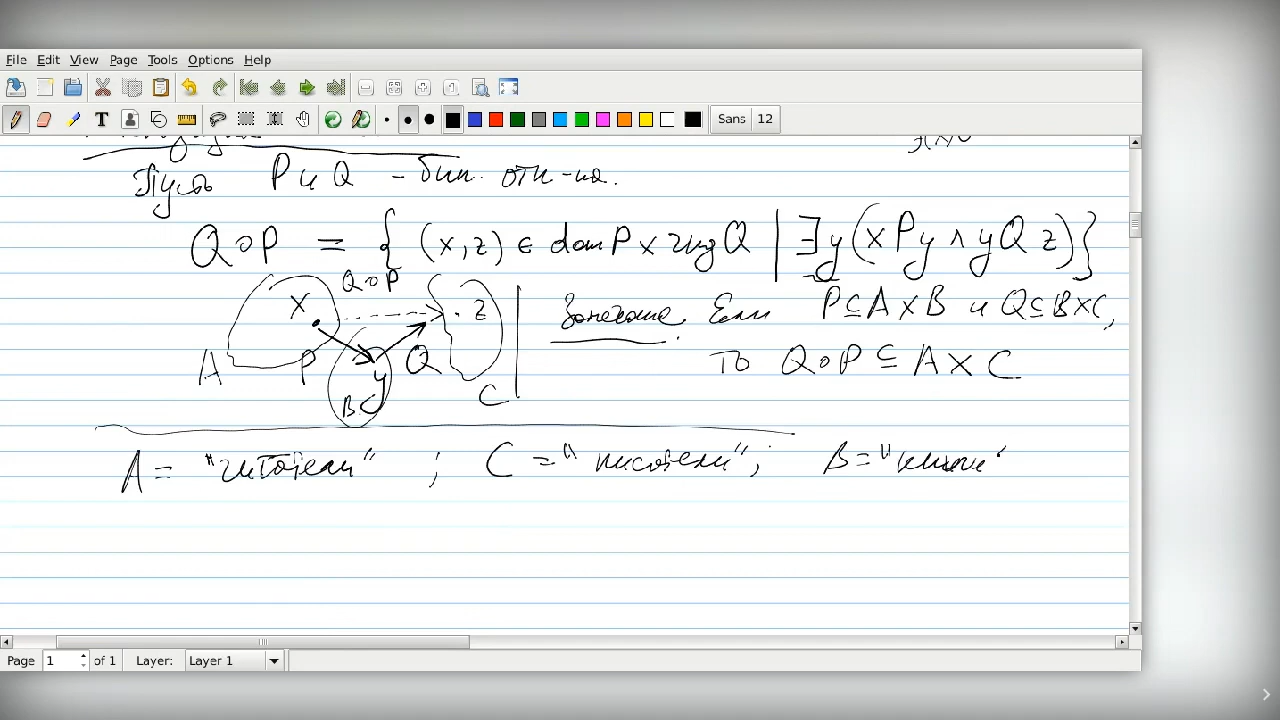 File Edit View Page Tools Options Help
Sans 12
Пусть P и Q - бин. отн-ия.
Q∘P = { (x,z) ∈ dom P × rng Q | ∃y (xPy ∧ yQz) }
Q∘P
x z
A P y Q
B C
Замечание. Если P ⊆ A × B и Q ⊆ B × C,
то Q∘P ⊆ A × C
A = "читатели" ; C = "писатели" ; B = "книги"
Page 1 of 1 Layer: Layer 1